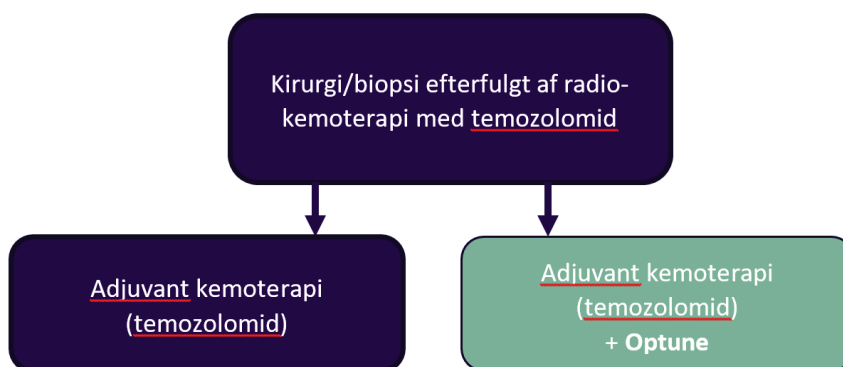 Kirurgi/biopsi efterfulgt af radio-
kemoterapi med temozolomid
Adjuvant kemoterapi
(temozolomid)
Adjuvant kemoterapi
(temozolomid)
+ Optune